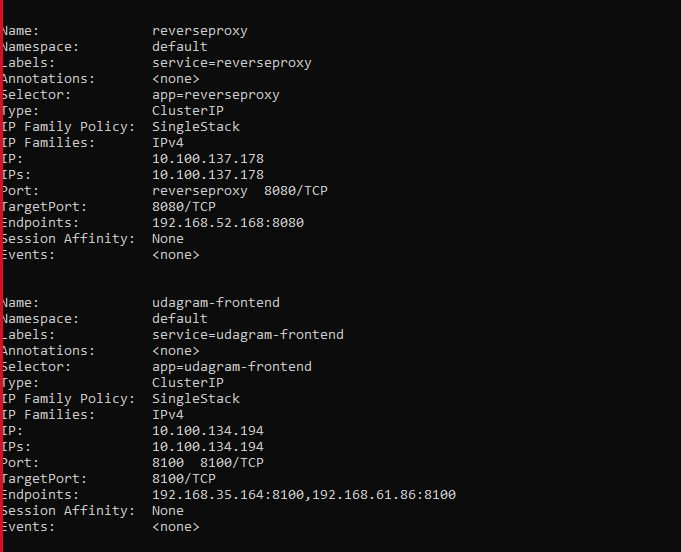 Name:              reverseproxy
Namespace:         default
Labels:            service=reverseproxy
Annotations:       <none>
Selector:          app=reverseproxy
Type:              ClusterIP
IP Family Policy:  SingleStack
IP Families:       IPv4
IP:                10.100.137.178
IPs:               10.100.137.178
Port:              reverseproxy  8080/TCP
TargetPort:        8080/TCP
Endpoints:         192.168.52.168:8080
Session Affinity:  None
Events:            <none>
Name:              udagram-frontend
Namespace:         default
Labels:            service=udagram-frontend
Annotations:       <none>
Selector:          app=udagram-frontend
Type:              ClusterIP
IP Family Policy:  SingleStack
IP Families:       IPv4
IP:                10.100.134.194
IPs:               10.100.134.194
Port:              8100  8100/TCP
TargetPort:        8100/TCP
Endpoints:         192.168.35.164:8100,192.168.61.86:8100
Session Affinity:  None
Events:            <none>